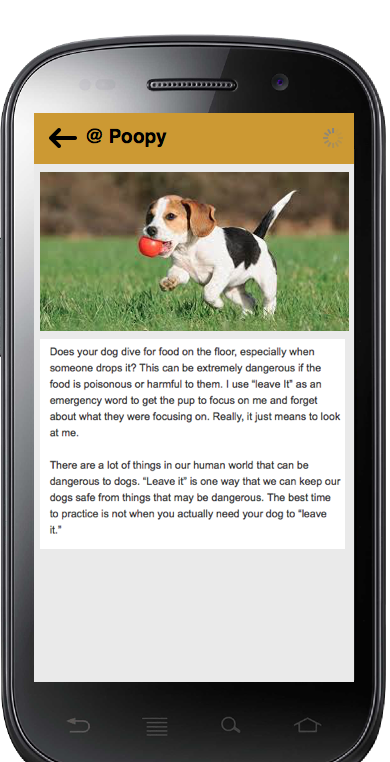 @ Poopy
Does your dog dive for food on the floor, especially when
someone drops it? This can be extremely dangerous if the
food is poisonous or harmful to them. I use “leave It” as an
emergency word to get the pup to focus on me and forget
about what they were focusing on. Really, it just means to look
at me.
There are a lot of things in our human world that can be
dangerous to dogs. “Leave it” is one way that we can keep our
dogs safe from things that may be dangerous. The best time
to practice is not when you actually need your dog to “leave
it.”